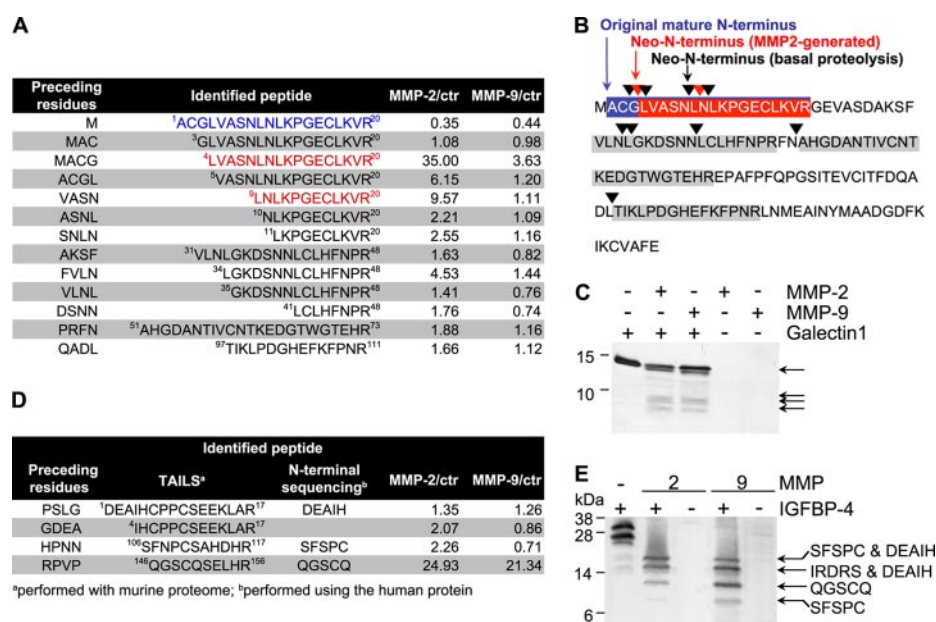 A
Preceding residues Identified peptide MMP-2/ctr MMP-9/ctr
M ¹ACGLVASNLNLKPGECLKVR²⁰ 0.35 0.44
MAC ³GLVASNLNLKPGECLKVR²⁰ 1.08 0.98
MACG ⁴LVASNLNLKPGECLKVR²⁰ 35.00 3.63
ACGL ⁵VASNLNLKPGECLKVR²⁰ 6.15 1.20
VASN ⁹LNLKPGECLKVR²⁰ 9.57 1.11
ASNL ¹⁰NLKPGECLKVR²⁰ 2.21 1.09
SNLN ¹¹LKPGECLKVR²⁰ 2.55 1.16
AKSF ³¹VLNLGKDSNNLCLHFNPR⁴⁸ 1.63 0.82
FVLN ³⁴LGKDSNNLCLHFNPR⁴⁸ 4.53 1.44
VLNL ³⁵GKDSNNLCLHFNPR⁴⁸ 1.41 0.76
DSNN ⁴¹LCLHFNPR⁴⁸ 1.76 0.74
PRFN ⁵¹AHGDANTIVCNTKEDGTWGTEHR⁷³ 1.88 1.16
QADL ⁹⁷TIKLPDGHEFKFPNR¹¹¹ 1.66 1.12
B
Original mature N-terminus
Neo-N-terminus (MMP2-generated)
Neo-N-terminus (basal proteolysis)
MACGLVASNLNLKPGECLKVRGEVASDAKSF
VLNLGKDSNNLCLHFNPRFNAHGDANTIVCNT
KEDGTWGTEHREPAFPFQPGSITEVCITFDQA
DLTIKLPDGHEFKFPNRLNMEAINYMAADGDFK
IKCVAFE
C
- + - + - MMP-2
- - + - + MMP-9
+ + + - - Galectin1
15
10
D
Identified peptide
Preceding residues TAILSᵃ N-terminal sequencingᵇ MMP-2/ctr MMP-9/ctr
PSLG ¹DEAIHCPPCSEEKLAR¹⁷ DEAIH 1.35 1.26
GDEA ⁴IHCPPCSEEKLAR¹⁷ 2.07 0.86
HPNN ¹⁰⁶SFNPCSAHDHR¹¹⁷ SFSPC 2.26 0.71
RPVP ¹⁴⁶QGSCQSELHR¹⁵⁶ QGSCQ 24.93 21.34
ᵃperformed with murine proteome; ᵇperformed using the human protein
E
- 2 9 MMP
+ + - + - IGFBP-4
kDa
38
28
14
6
SFSPC & DEAIH
IRDRS & DEAIH
QGSCQ
SFSPC